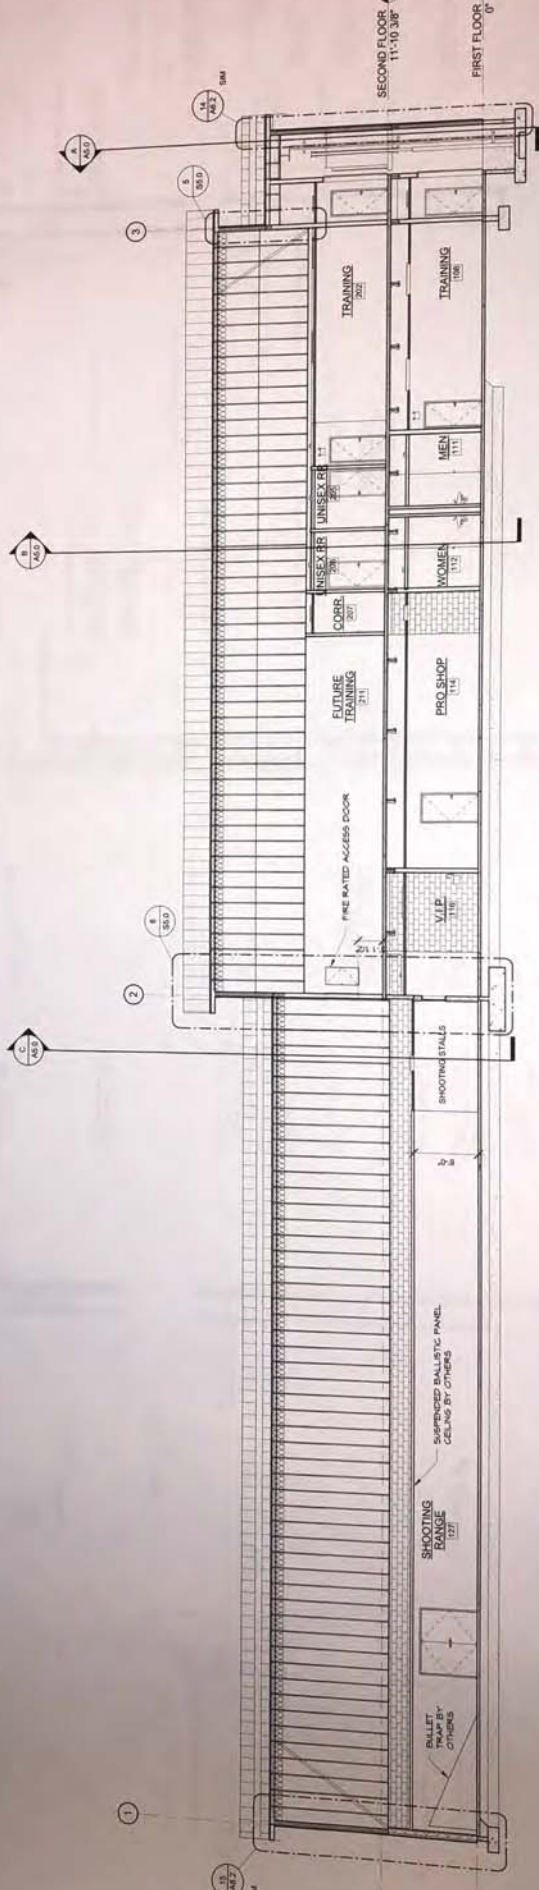 1
2
3
15
A8.2
C
A5.0
6
S5.0
B
A5.0
5
S5.0
A
A5.0
14
A8.2
SIM
SECOND FLOOR
11'-10 3/8"
FIRST FLOOR
0"
FIRE RATED ACCESS DOOR
FUTURE
TRAINING
211
CORR.
207
UNISEX RR
206
UNISEX RR
205
TRAINING
202
BULLET
TRAP BY
OTHERS
SHOOTING
RANGE
127
SUSPENDED BALLISTIC PANEL
CEILING BY OTHERS
SHOOTING STALLS
V.I.P.
116
PRO SHOP
114
WOMEN
112
MEN
111
TRAINING
108